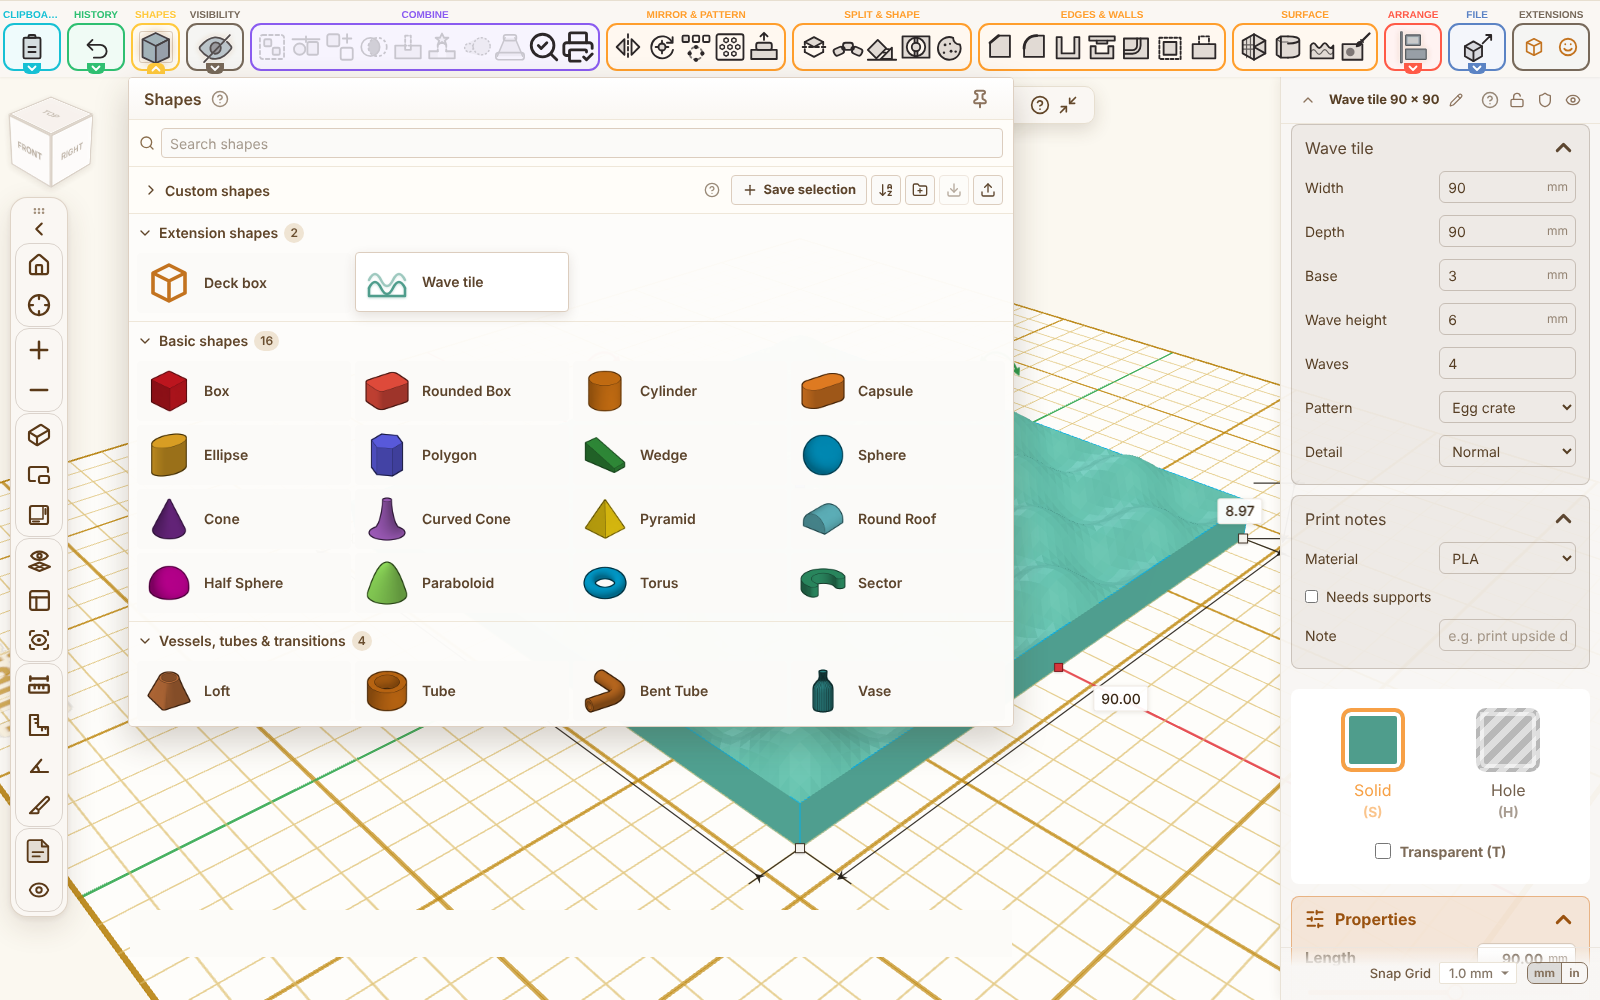 CLIPBOA...
HISTORY
SHAPES
VISIBILITY
COMBINE
MIRROR & PATTERN
SPLIT & SHAPE
EDGES & WALLS
SURFACE
ARRANGE
FILE
EXTENSIONS
TOP
FRONT
RIGHT
Shapes
Search shapes
Custom shapes
Save selection
Extension shapes 2
Deck box
Wave tile
Basic shapes 16
Box
Rounded Box
Cylinder
Capsule
Ellipse
Polygon
Wedge
Sphere
Cone
Curved Cone
Pyramid
Round Roof
Half Sphere
Paraboloid
Torus
Sector
Vessels, tubes & transitions 4
Loft
Tube
Bent Tube
Vase
8.97
90.00
Wave tile 90 × 90
Wave tile
Width 90 mm
Depth 90 mm
Base 3 mm
Wave height 6 mm
Waves 4
Pattern Egg crate
Detail Normal
Print notes
Material PLA
Needs supports
Note e.g. print upside d
Solid
(S)
Hole
(H)
Transparent (T)
Properties
Length 90.00 mm
Snap Grid 1.0 mm
mm in